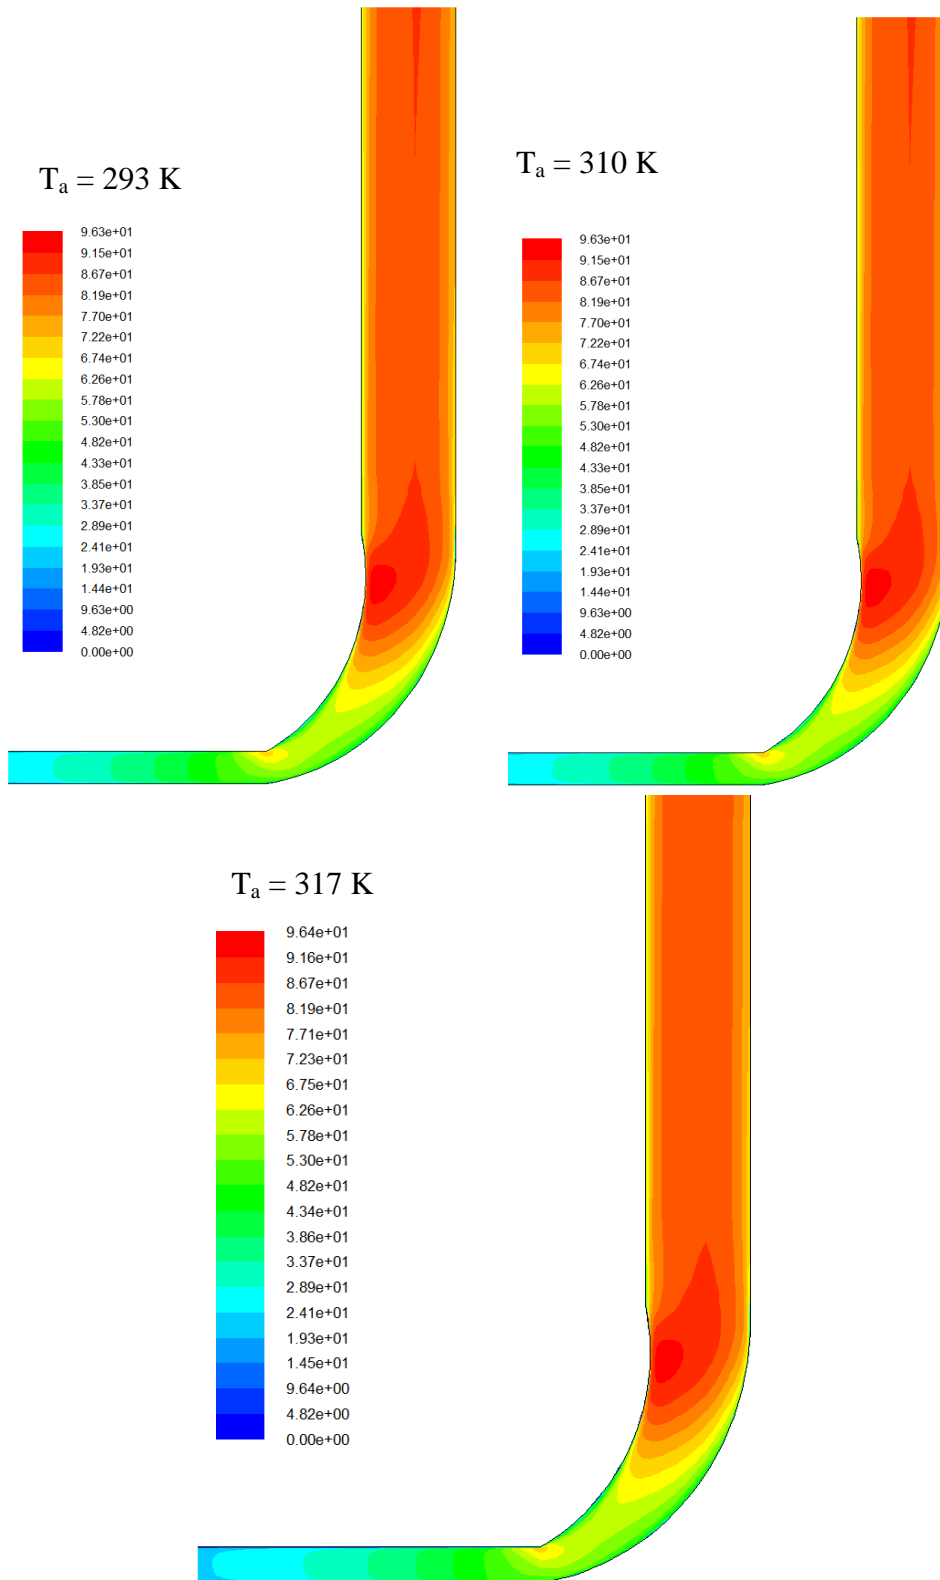 Tₐ = 293 K
9.63e+01
9.15e+01
8.67e+01
8.19e+01
7.70e+01
7.22e+01
6.74e+01
6.26e+01
5.78e+01
5.30e+01
4.82e+01
4.33e+01
3.85e+01
3.37e+01
2.89e+01
2.41e+01
1.93e+01
1.44e+01
9.63e+00
4.82e+00
0.00e+00
Tₐ = 310 K
9.63e+01
9.15e+01
8.67e+01
8.19e+01
7.70e+01
7.22e+01
6.74e+01
6.26e+01
5.78e+01
5.30e+01
4.82e+01
4.33e+01
3.85e+01
3.37e+01
2.89e+01
2.41e+01
1.93e+01
1.44e+01
9.63e+00
4.82e+00
0.00e+00
Tₐ = 317 K
9.64e+01
9.16e+01
8.67e+01
8.19e+01
7.71e+01
7.23e+01
6.75e+01
6.26e+01
5.78e+01
5.30e+01
4.82e+01
4.34e+01
3.86e+01
3.37e+01
2.89e+01
2.41e+01
1.93e+01
1.45e+01
9.64e+00
4.82e+00
0.00e+00